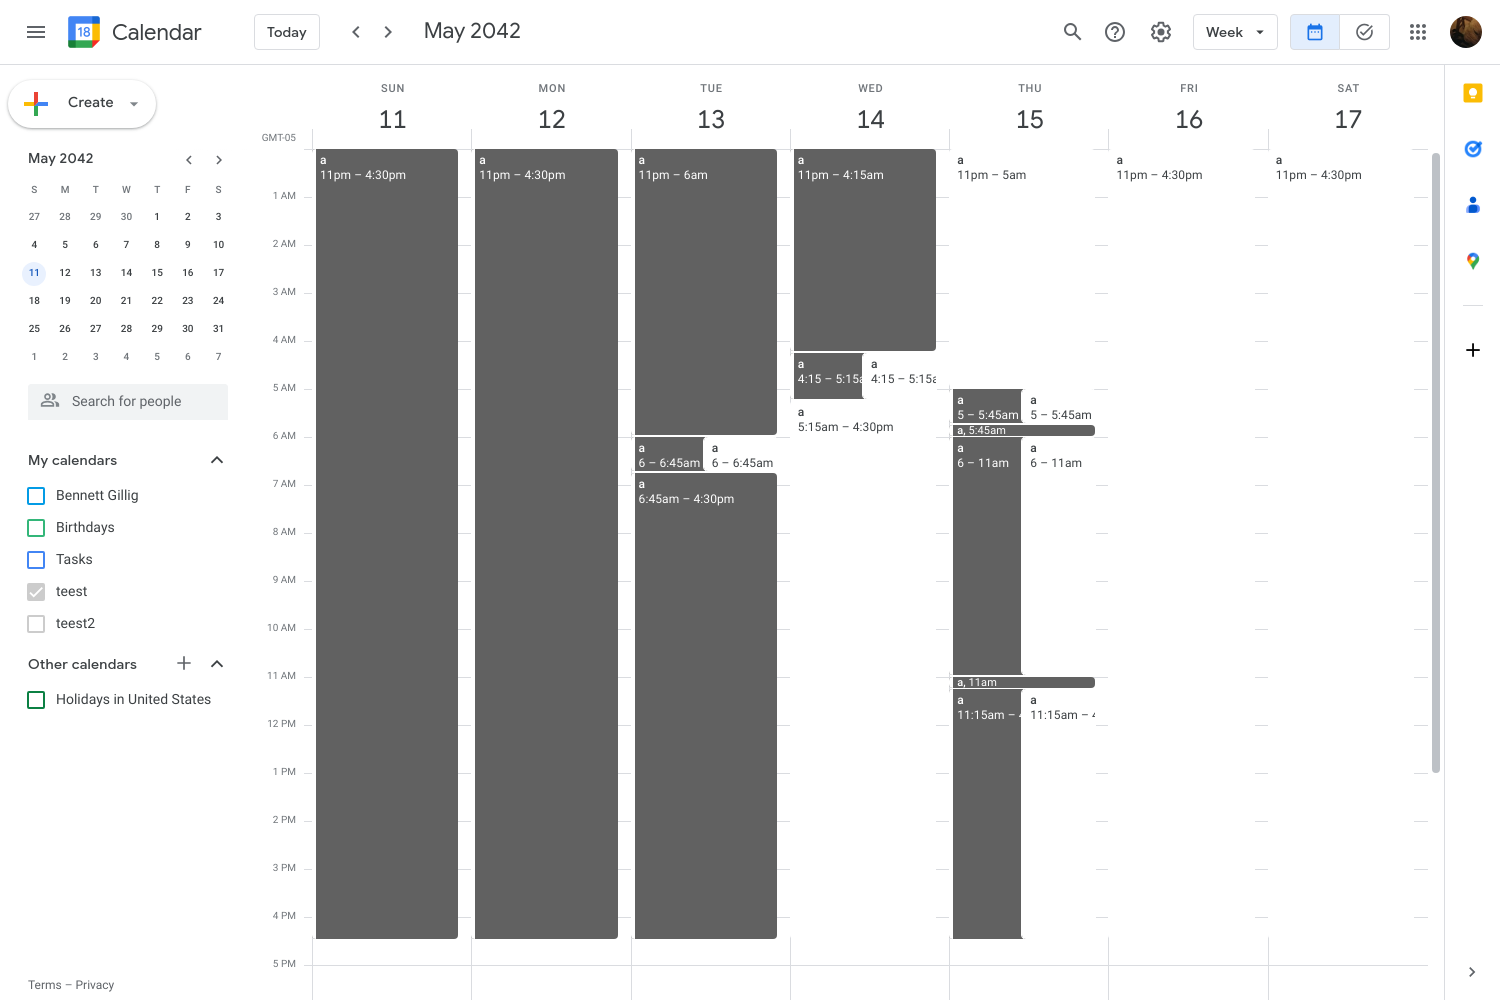 18 Calendar Today May 2042 Week
Create
SUN MON TUE WED THU FRI SAT
11 12 13 14 15 16 17
GMT-05
May 2042
S M T W T F S
27 28 29 30 1 2 3
4 5 6 7 8 9 10
11 12 13 14 15 16 17
18 19 20 21 22 23 24
25 26 27 28 29 30 31
1 2 3 4 5 6 7
Search for people
My calendars
Bennett Gillig
Birthdays
Tasks
teest
teest2
Other calendars
Holidays in United States
Terms – Privacy
1 AM
2 AM
3 AM
4 AM
5 AM
6 AM
7 AM
8 AM
9 AM
10 AM
11 AM
12 PM
1 PM
2 PM
3 PM
4 PM
5 PM
a
11pm – 4:30pm
a
11pm – 4:30pm
a
11pm – 6am
a
6 – 6:45am
a
6 – 6:45am
a
6:45am – 4:30pm
a
11pm – 4:15am
a
4:15 – 5:15a
a
4:15 – 5:15a
a
5:15am – 4:30pm
a
11pm – 5am
a
5 – 5:45am
a
5 – 5:45am
a, 5:45am
a
6 – 11am
a
6 – 11am
a, 11am
a
11:15am –
a
11:15am –
a
11pm – 4:30pm
a
11pm – 4:30pm